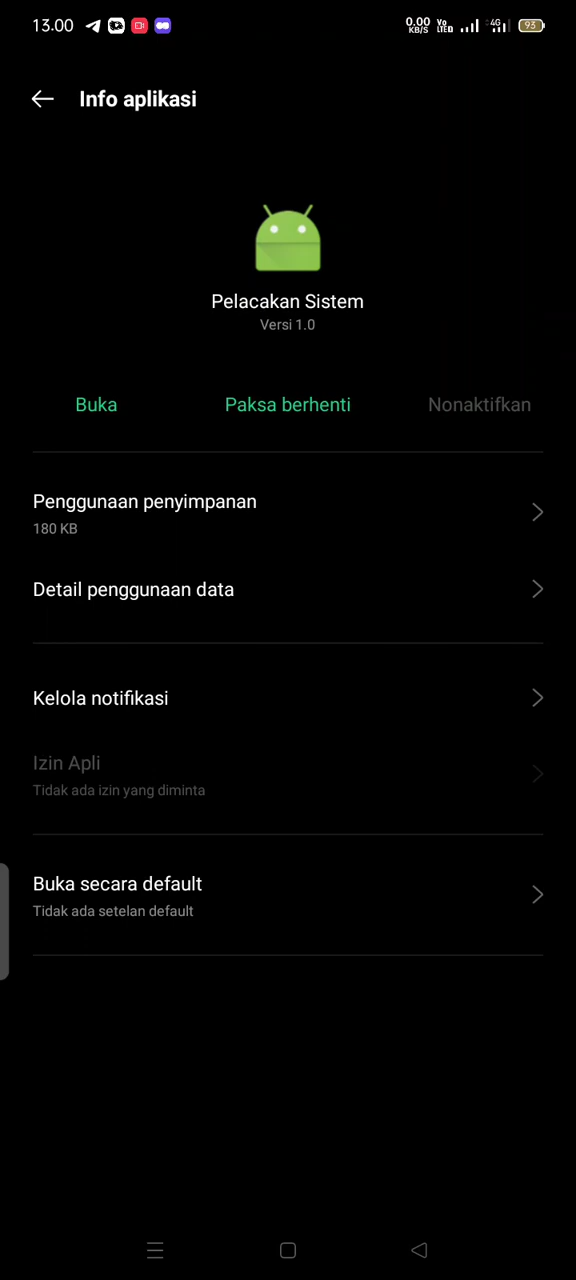 13.00 0.00 KB/S Vo LTE 4G 93
Info aplikasi
Pelacakan Sistem
Versi 1.0
Buka Paksa berhenti Nonaktifkan
Penggunaan penyimpanan
180 KB
Detail penggunaan data
Kelola notifikasi
Izin Apli
Tidak ada izin yang diminta
Buka secara default
Tidak ada setelan default